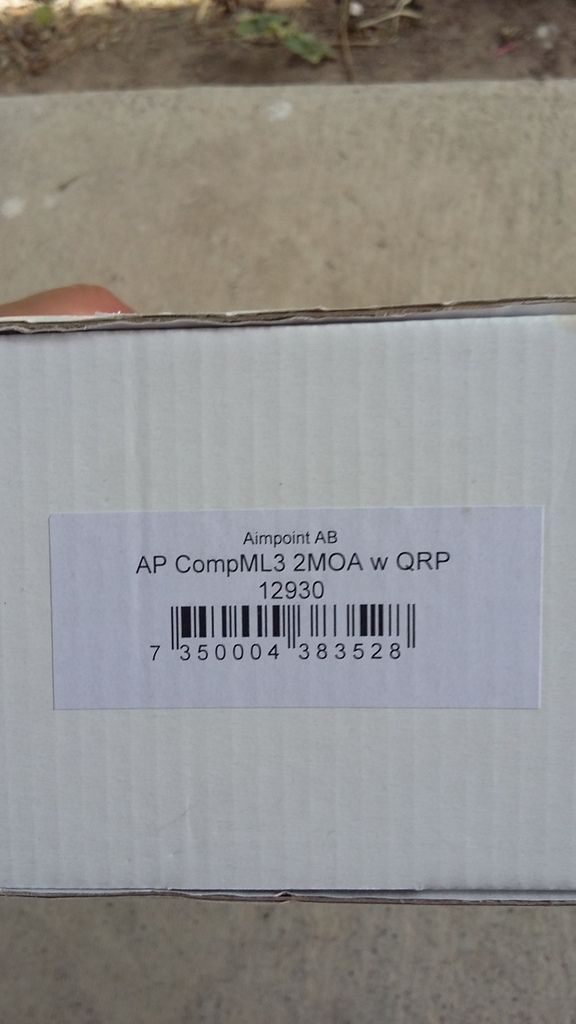 Aimpoint AB
AP CompML3 2MOA w QRP
12930
7 350004 383528